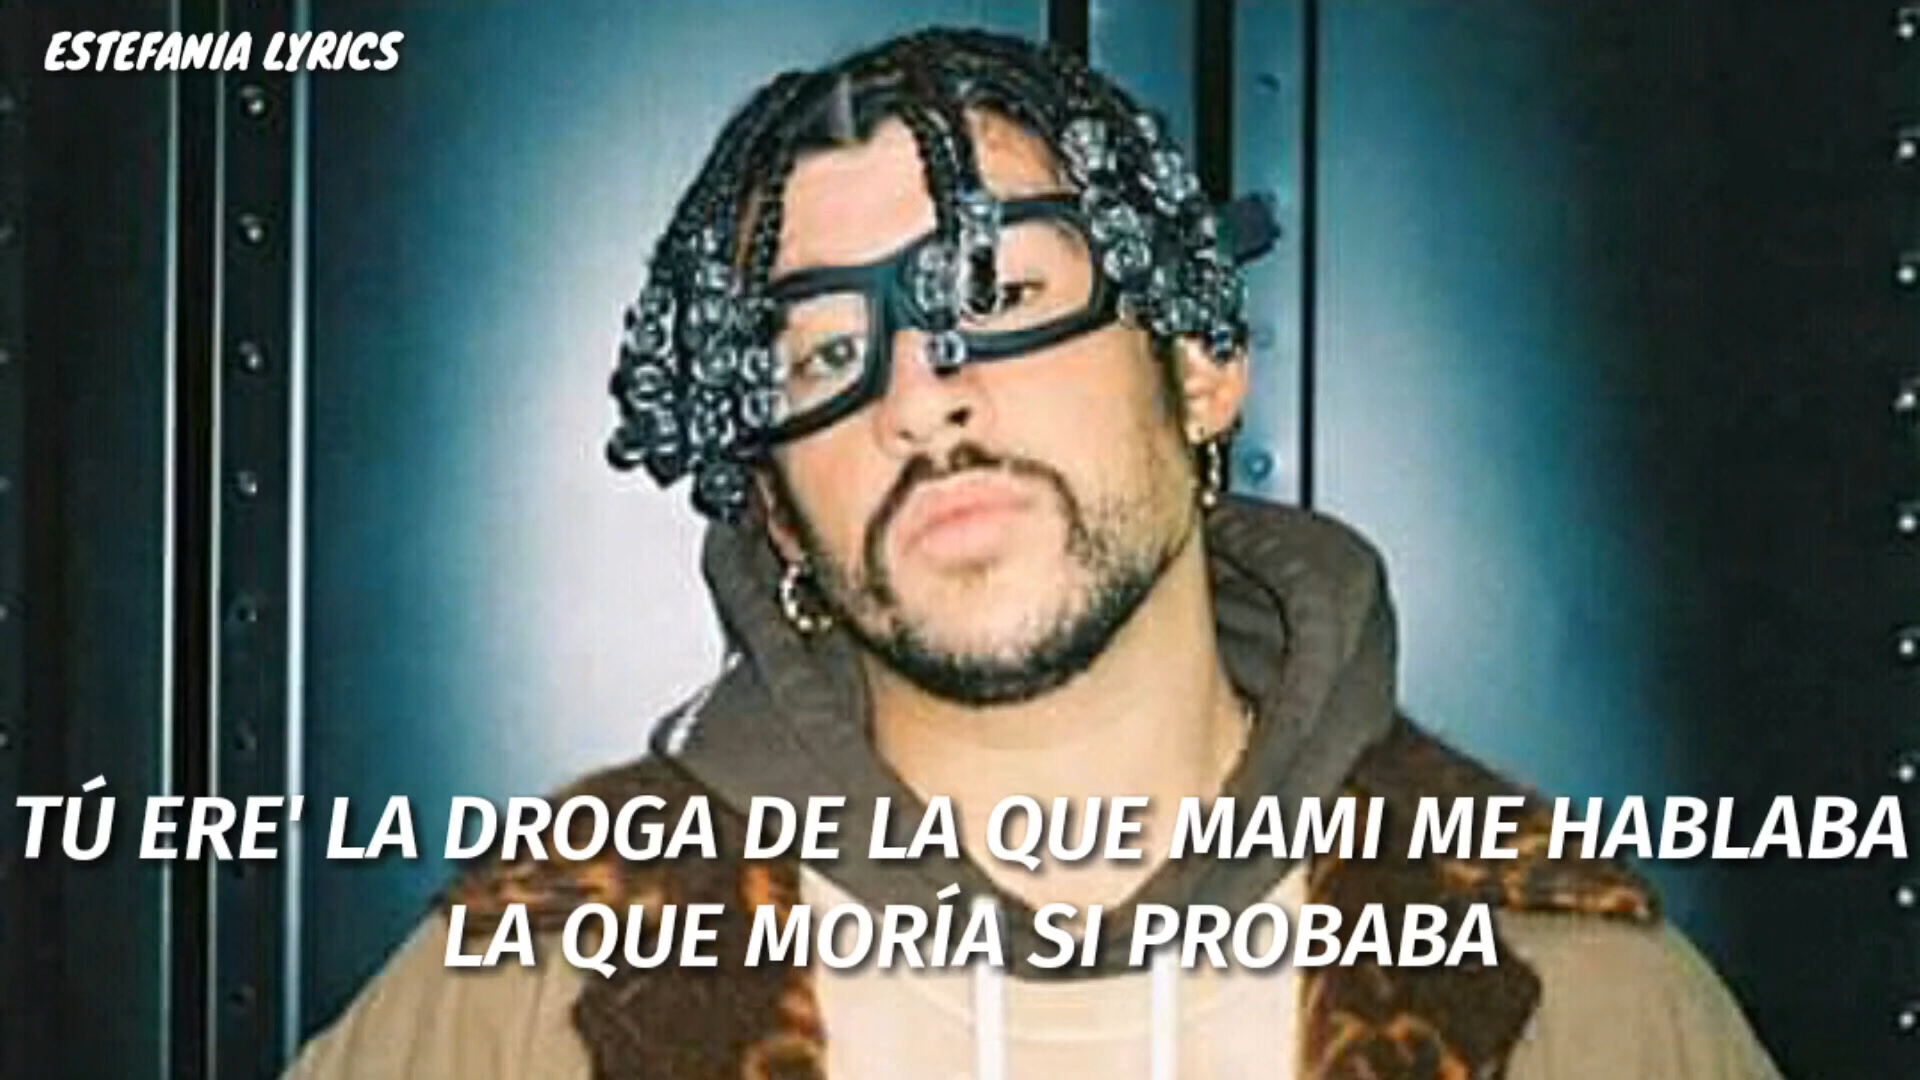 ESTEFANIA LYRICS
TÚ ERE' LA DROGA DE LA QUE MAMI ME HABLABA
LA QUE MORÍA SI PROBABA